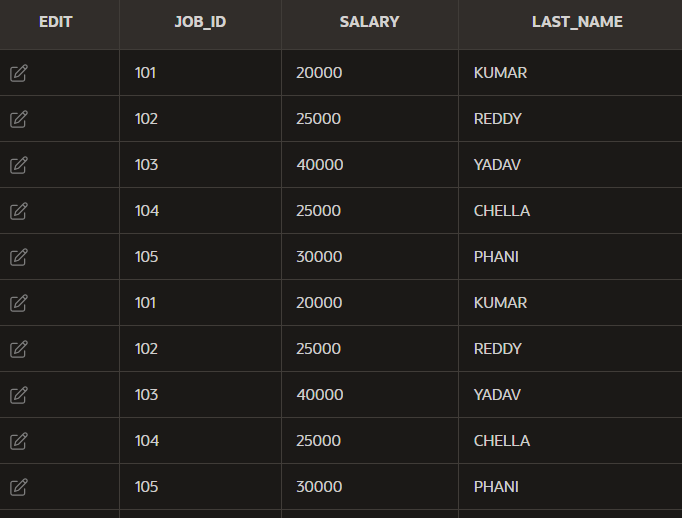 EDIT JOB_ID SALARY LAST_NAME
101 20000 KUMAR
102 25000 REDDY
103 40000 YADAV
104 25000 CHELLA
105 30000 PHANI
101 20000 KUMAR
102 25000 REDDY
103 40000 YADAV
104 25000 CHELLA
105 30000 PHANI